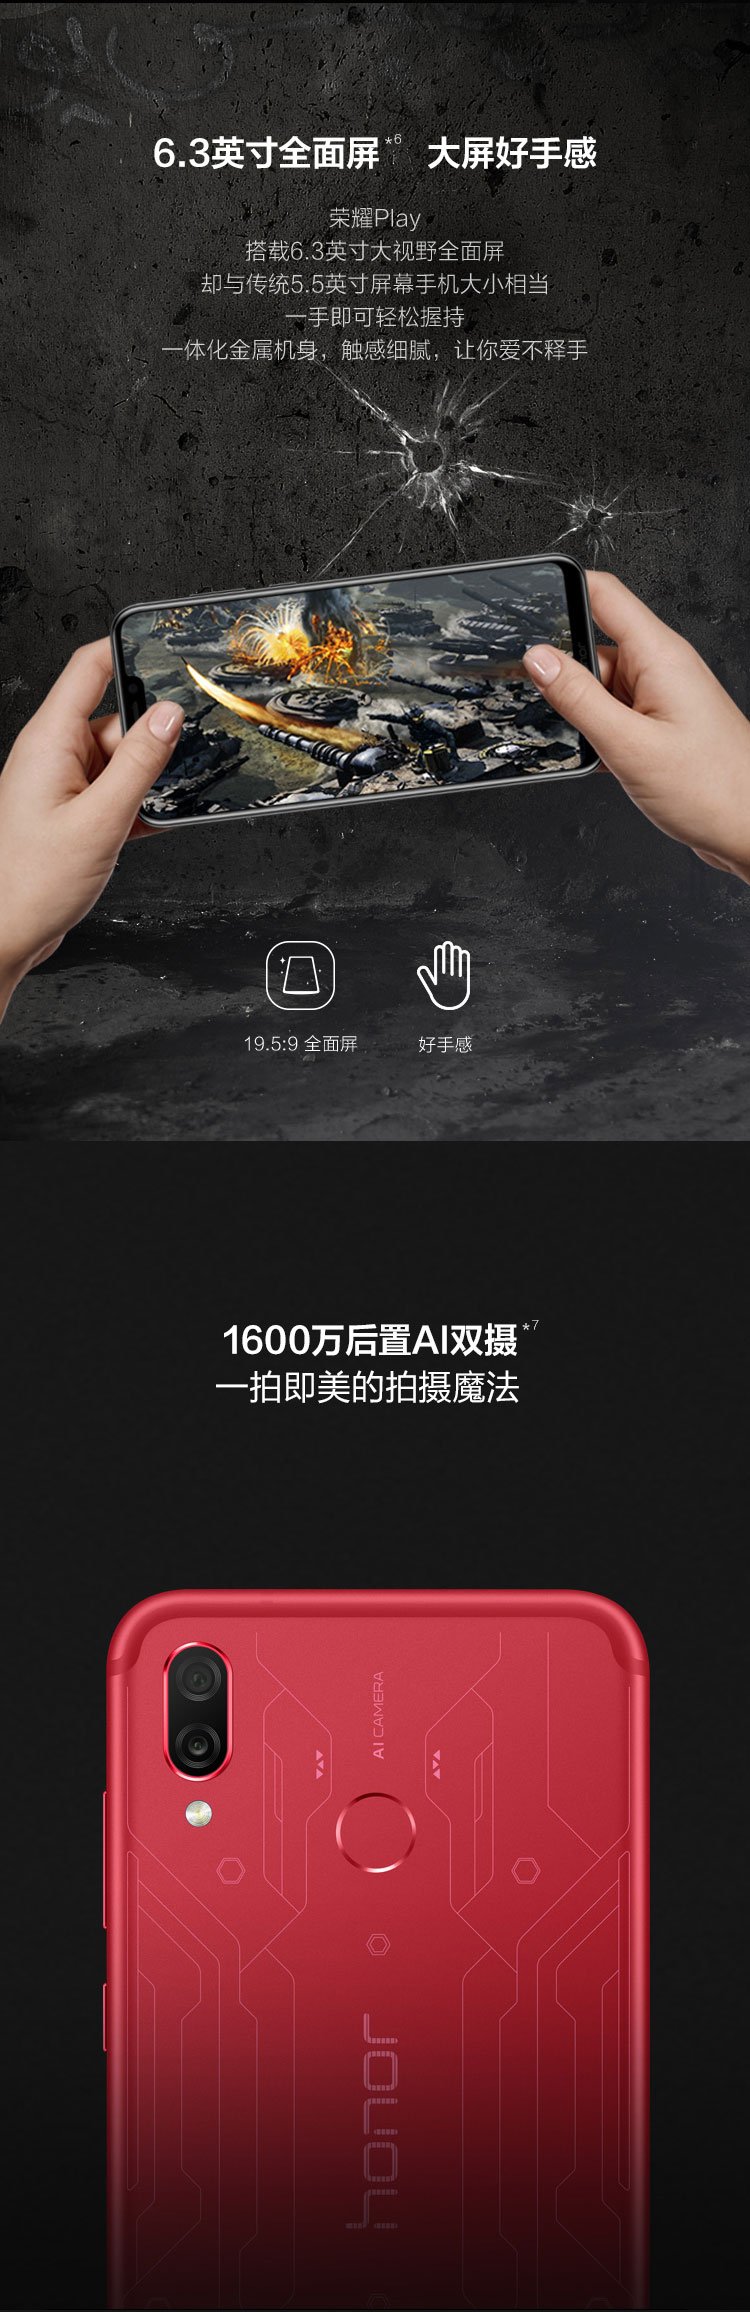 6.3英寸全面屏*6 大屏好手感
荣耀Play
搭载6.3英寸大视野全面屏
却与传统5.5英寸屏幕手机大小相当
一手即可轻松握持
一体化金属机身，触感细腻，让你爱不释手
honor
19.5:9 全面屏
好手感
1600万后置AI双摄*7
一拍即美的拍摄魔法
AI CAMERA
honor